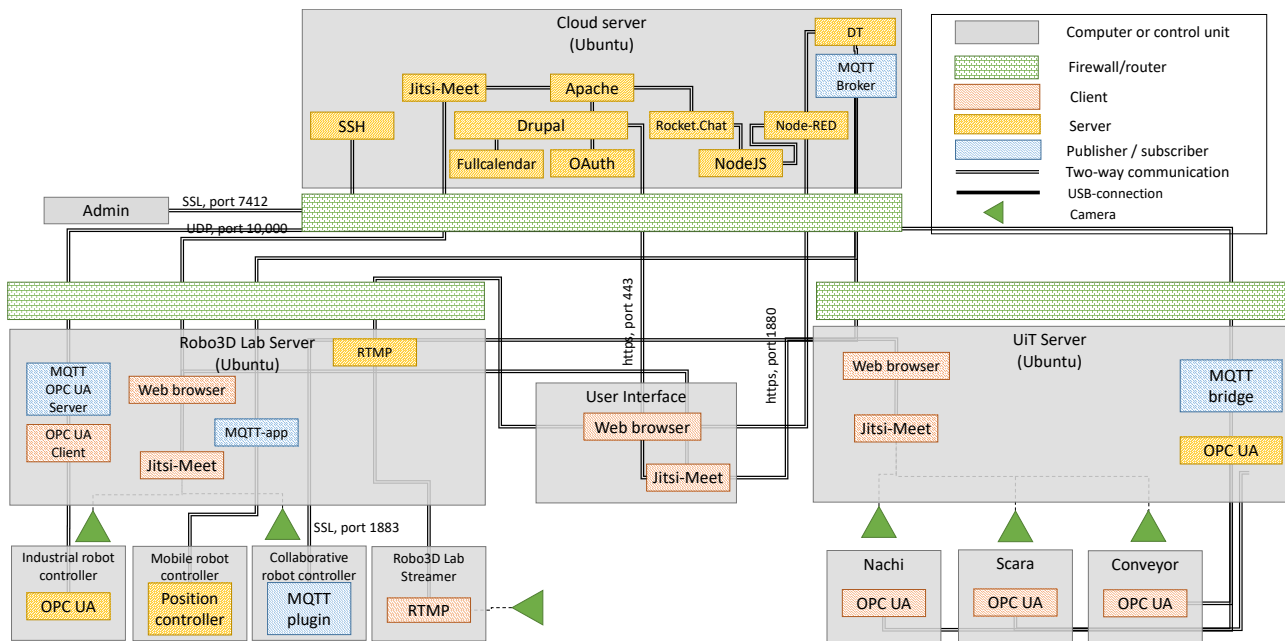 Cloud server
(Ubuntu)
DT
MQTT
Broker
Jitsi-Meet
Apache
SSH
Drupal
Rocket.Chat
Node-RED
Fullcalendar
OAuth
NodeJS
Computer or control unit
Firewall/router
Client
Server
Publisher / subscriber
Two-way communication
USB-connection
Camera
Admin
SSL, port 7412
UDP, port 10,000
https, port 443
https, port 1880
Robo3D Lab Server
(Ubuntu)
RTMP
MQTT
OPC UA
Server
Web browser
OPC UA
Client
MQTT-app
Jitsi-Meet
User Interface
Web browser
Jitsi-Meet
UiT Server
(Ubuntu)
Web browser
MQTT
bridge
Jitsi-Meet
OPC UA
SSL, port 1883
Industrial robot
controller
OPC UA
Mobile robot
controller
Position
controller
Collaborative
robot controller
MQTT
plugin
Robo3D Lab
Streamer
RTMP
Nachi
OPC UA
Scara
OPC UA
Conveyor
OPC UA